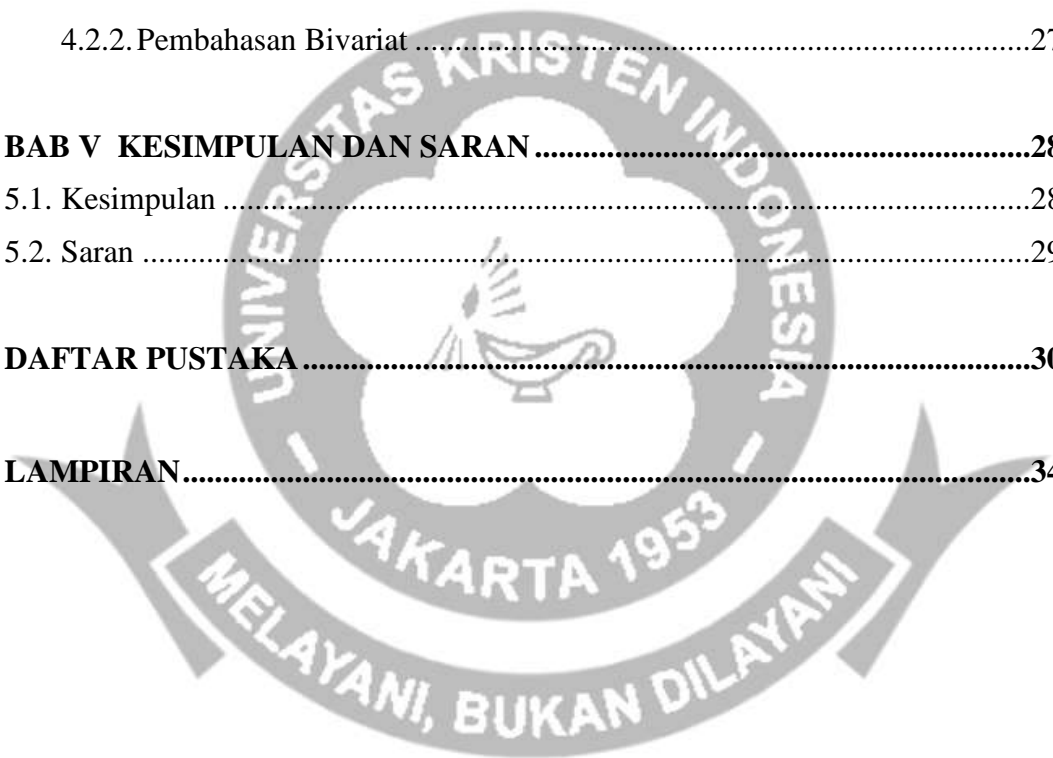 4.2.2. Pembahasan Bivariat ........................................................................... 27
BAB V KESIMPULAN DAN SARAN ............................................................. 28
5.1. Kesimpulan .................................................................................................. 28
5.2. Saran ............................................................................................................ 29
DAFTAR PUSTAKA ......................................................................................... 30
LAMPIRAN ........................................................................................................ 34
UNIVERSITAS KRISTEN INDONESIA
- JAKARTA 1953 -
MELAYANI, BUKAN DILAYANI